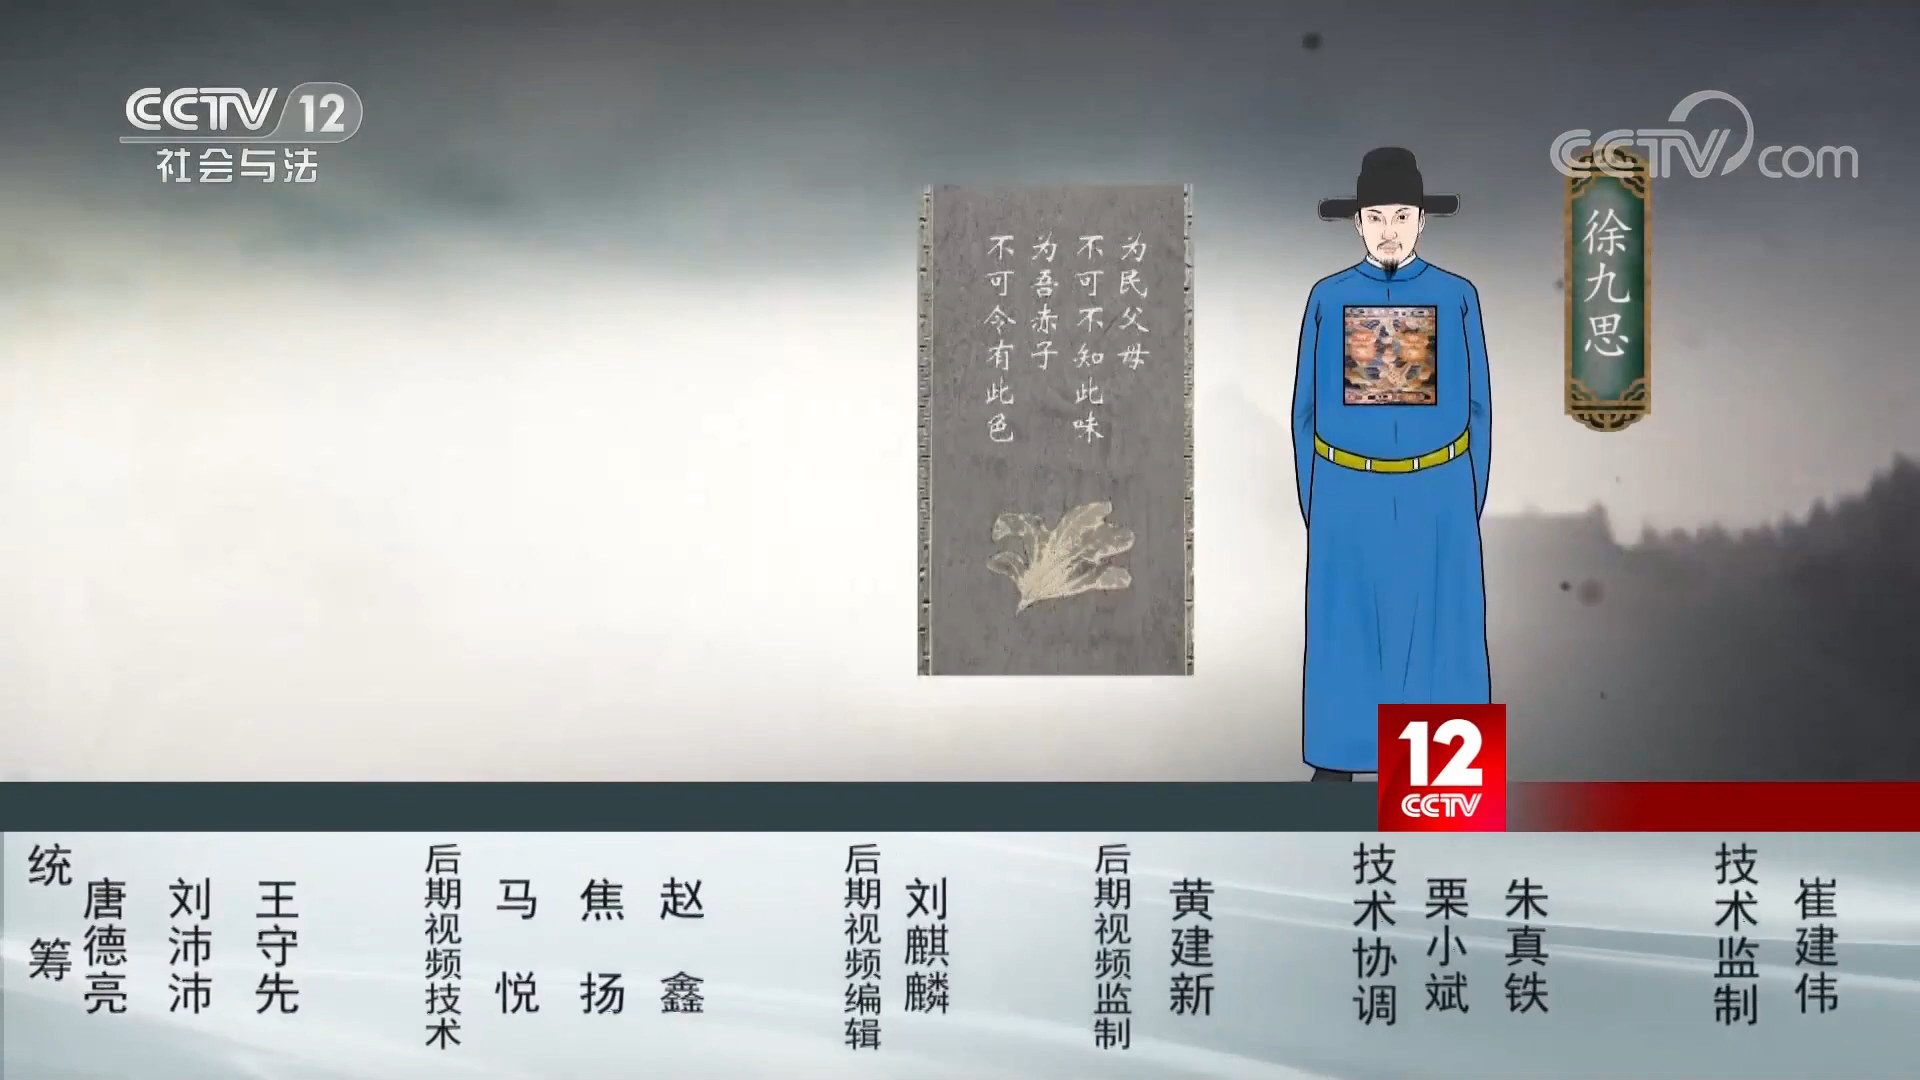 CCTV 12
社会与法
CCTV com
徐九思
为民父母
不可不知此味
为吾赤子
不可令有此色
12
CCTV
统筹
唐德亮
刘沛沛
王守先
后期视频技术
马悦
焦扬
赵鑫
后期视频编辑
刘麒麟
后期视频监制
黄建新
技术协调
栗小斌
朱真铁
技术监制
崔建伟